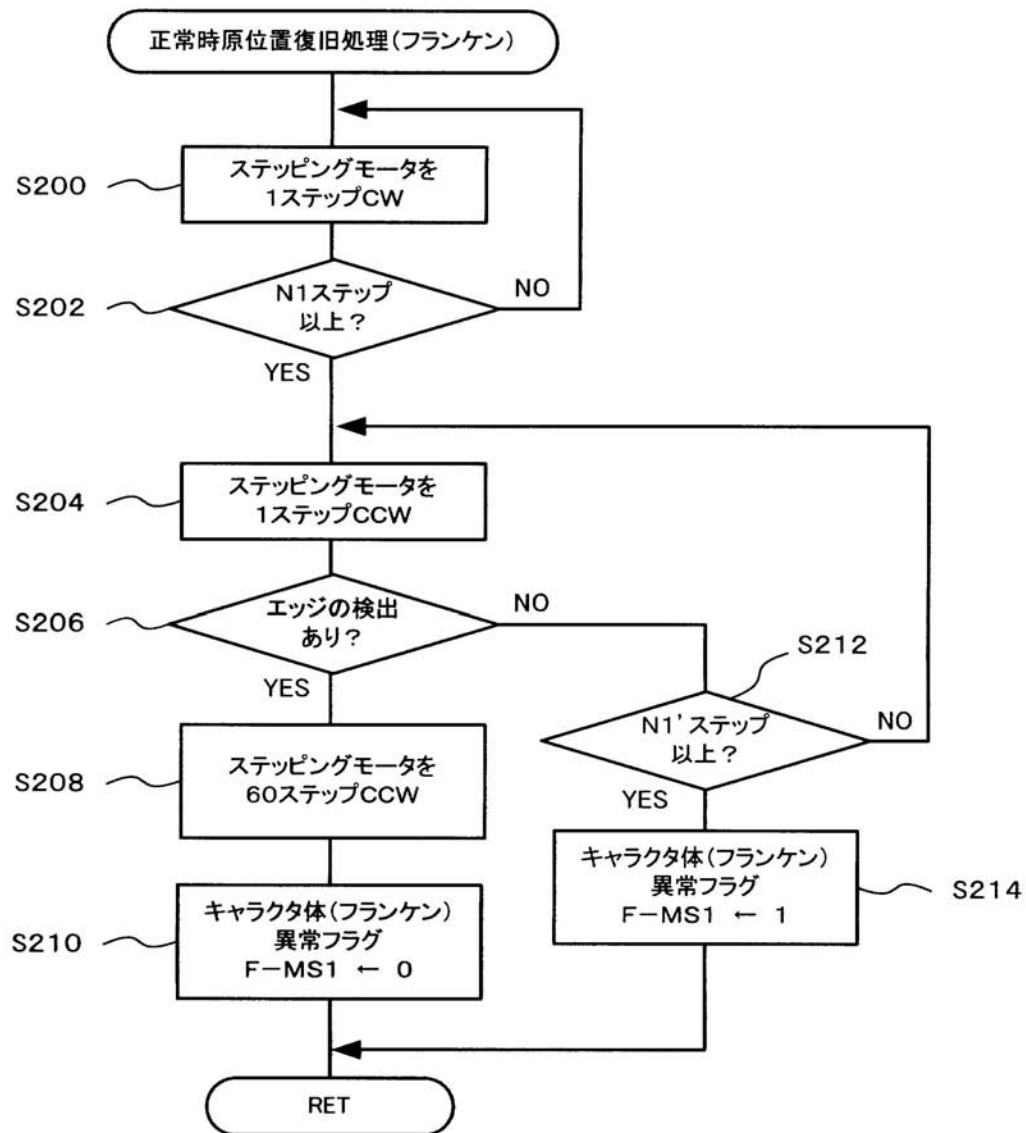 正常時原位置復旧処理(フランケン)
S200
ステッピングモータを
1ステップCW
S202
N1ステップ
以上？
NO
YES
S204
ステッピングモータを
1ステップCCW
S206
エッジの検出
あり？
NO
YES
S212
N1'ステップ
以上？
NO
YES
S208
ステッピングモータを
60ステップCCW
S210
キャラクタ体(フランケン)
異常フラグ
F－MS1 ← 0
キャラクタ体(フランケン)
異常フラグ
F－MS1 ← 1
S214
RET